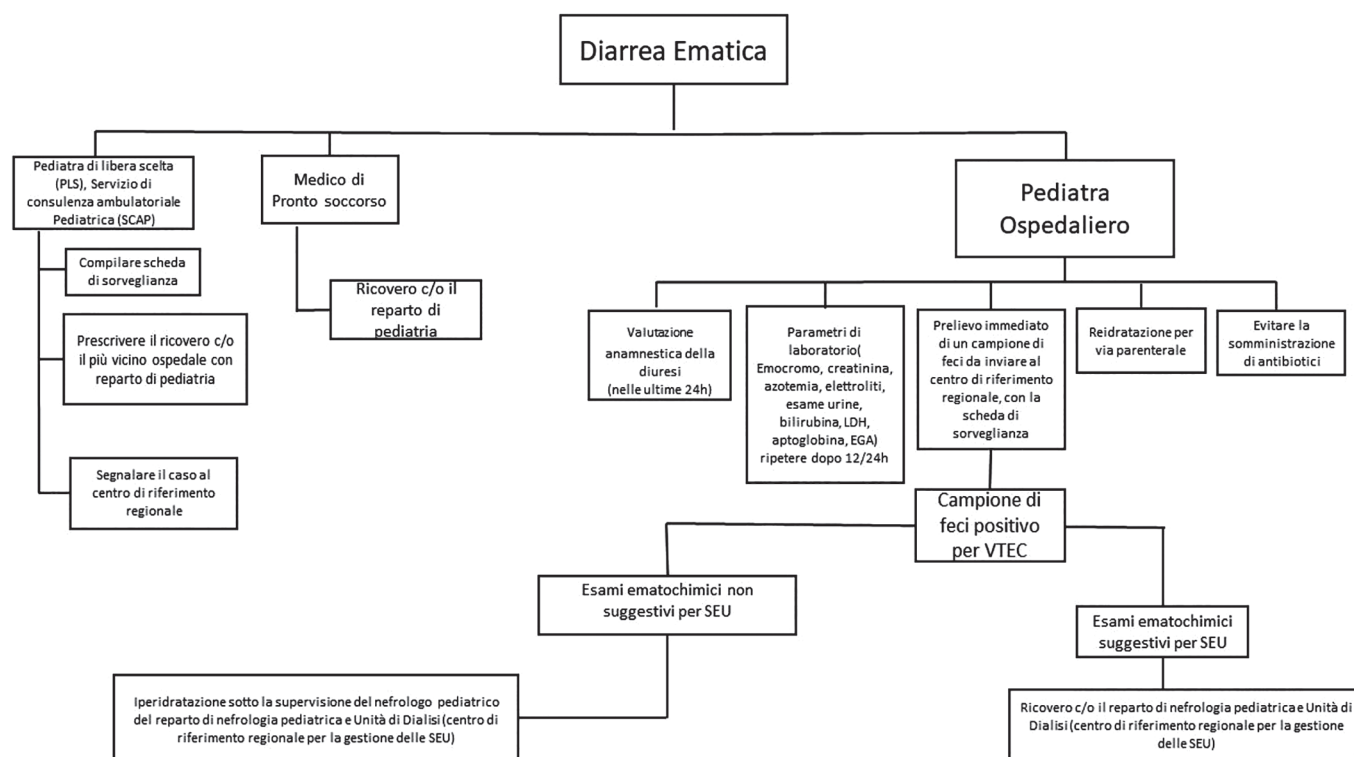 Diarrea Ematica
Pediatra di libera scelta
(PLS), Servizio di
consulenza ambulatoriale
Pediatrica (SCAP)
Compilare scheda
di sorveglianza
Prescrivere il ricovero c/o
il più vicino ospedale con
reparto di pediatria
Segnalare il caso al
centro di riferimento
regionale
Medico di
Pronto soccorso
Ricovero c/o il
reparto di
pediatria
Pediatra
Ospedaliero
Valutazione
anamnestica della
diuresi
(nelle ultime 24h)
Parametri di
laboratorio(
Emocromo, creatinina,
azotemia, elettroliti,
esame urine,
bilirubina, LDH,
aptoglobina, EGA)
ripetere dopo 12/24h
Prelievo immediato
di un campione di
feci da inviare al
centro di riferimento
regionale, con la
scheda di
sorveglianza
Reidratazione per
via parenterale
Evitare la
somministrazione
di antibiotici
Campione di
feci positivo
per VTEC
Esami ematochimici non
suggestivi per SEU
Esami ematochimici
suggestivi per SEU
Iperidratazione sotto la supervisione del nefrologo pediatrico
del reparto di nefrologia pediatrica e Unità di Dialisi (centro di
riferimento regionale per la gestione delle SEU)
Ricovero c/o il reparto di nefrologia pediatrica e Unità di
Dialisi (centro di riferimento regionale per la gestione
delle SEU)